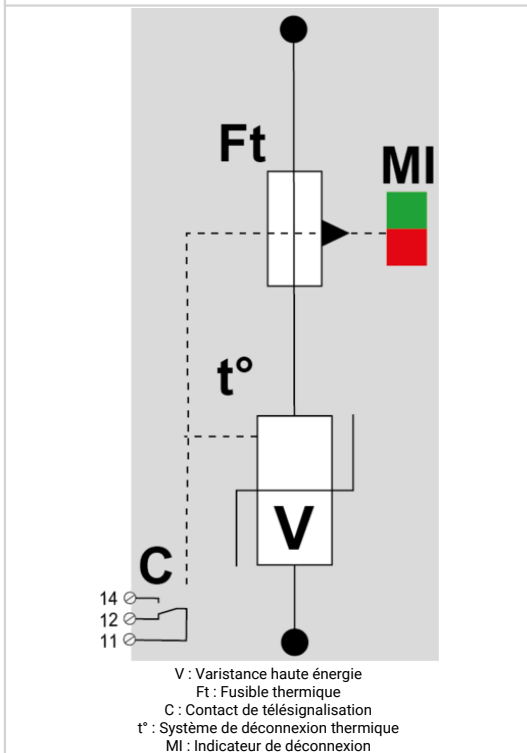 Ft
MI
t°
V
C
14
12
11
V : Varistance haute énergie
Ft : Fusible thermique
C : Contact de télésignalisation
t° : Système de déconnexion thermique
MI : Indicateur de déconnexion